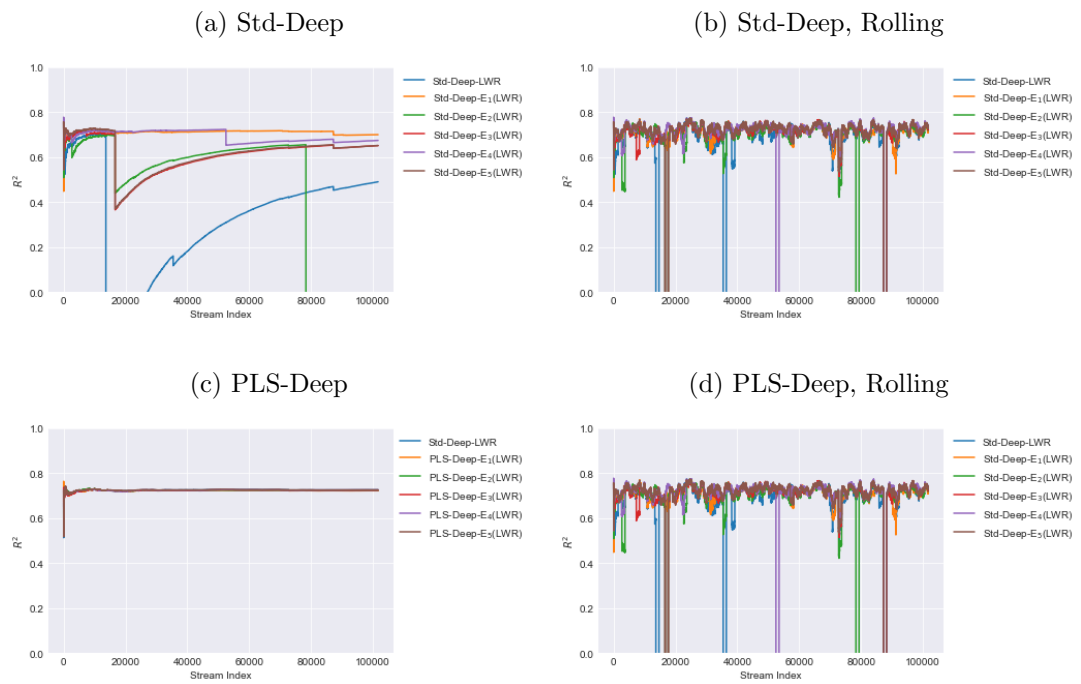 (a) Std-Deep
1.0
0.8
0.6
0.4
0.2
0.0
R²
0 20000 40000 60000 80000 100000
Stream Index
Std-Deep-LWR
Std-Deep-E₁(LWR)
Std-Deep-E₂(LWR)
Std-Deep-E₃(LWR)
Std-Deep-E₄(LWR)
Std-Deep-E₅(LWR)
(b) Std-Deep, Rolling
1.0
0.8
0.6
0.4
0.2
0.0
R²
0 20000 40000 60000 80000 100000
Stream Index
Std-Deep-LWR
Std-Deep-E₁(LWR)
Std-Deep-E₂(LWR)
Std-Deep-E₃(LWR)
Std-Deep-E₄(LWR)
Std-Deep-E₅(LWR)
(c) PLS-Deep
1.0
0.8
0.6
0.4
0.2
0.0
R²
0 20000 40000 60000 80000 100000
Stream Index
Std-Deep-LWR
PLS-Deep-E₁(LWR)
PLS-Deep-E₂(LWR)
PLS-Deep-E₃(LWR)
PLS-Deep-E₄(LWR)
PLS-Deep-E₅(LWR)
(d) PLS-Deep, Rolling
1.0
0.8
0.6
0.4
0.2
0.0
R²
0 20000 40000 60000 80000 100000
Stream Index
Std-Deep-LWR
Std-Deep-E₁(LWR)
Std-Deep-E₂(LWR)
Std-Deep-E₃(LWR)
Std-Deep-E₄(LWR)
Std-Deep-E₅(LWR)